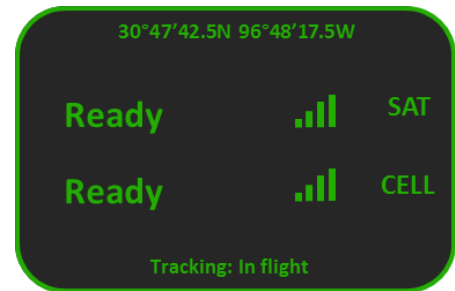 30°47′42.5N 96°48′17.5W
Ready SAT
Ready CELL
Tracking: In flight